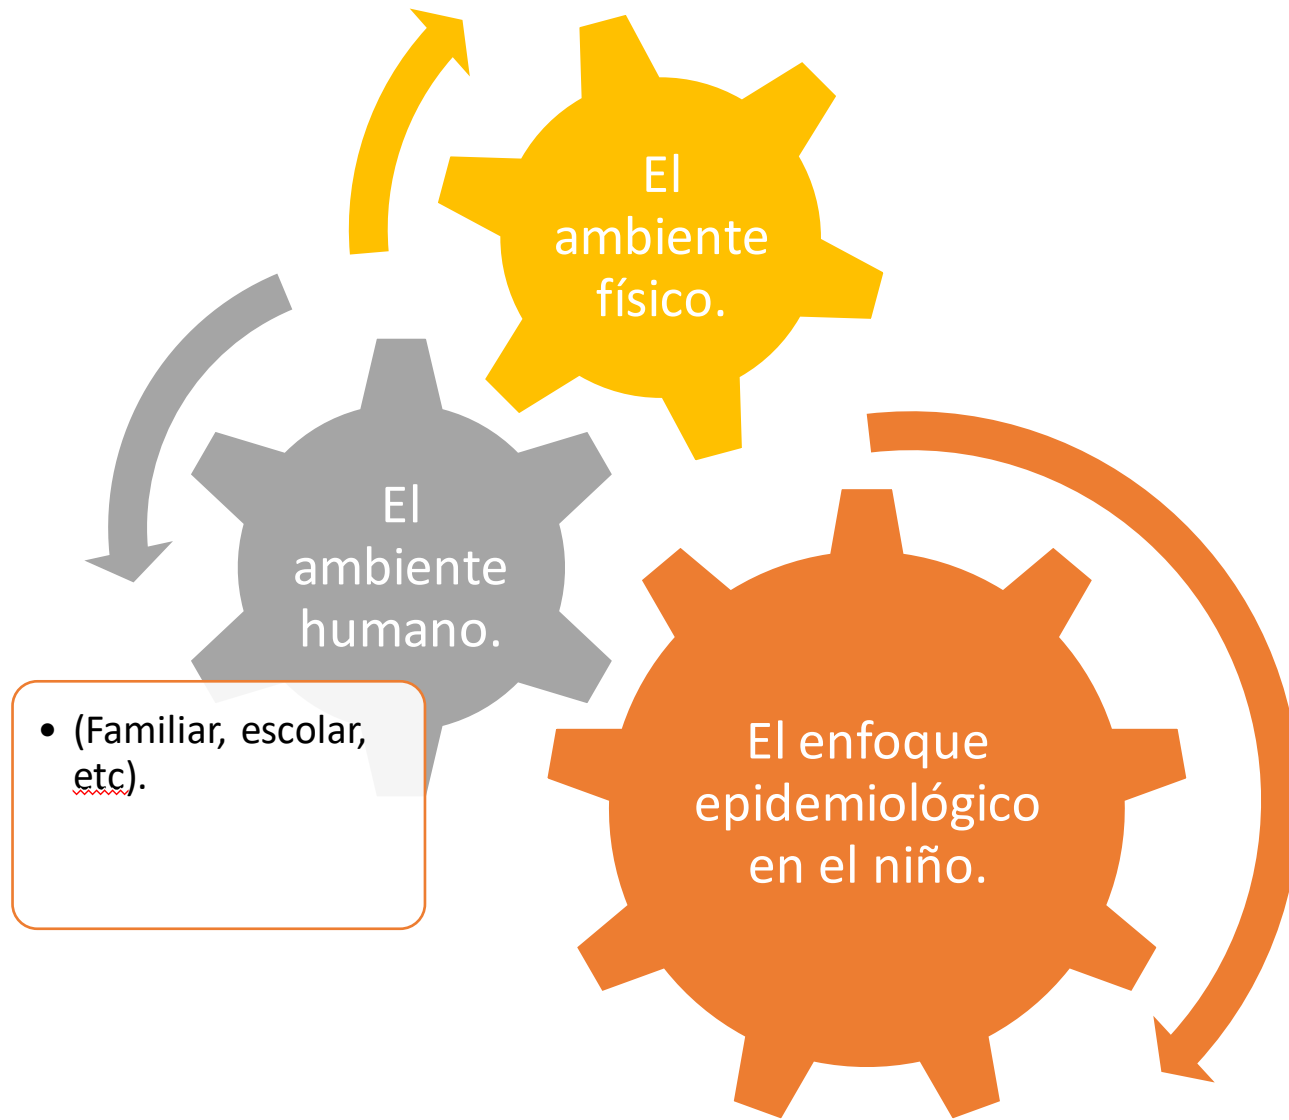 El
ambiente
físico.
El
ambiente
humano.
• (Familiar, escolar,
etc).
El enfoque
epidemiológico
en el niño.